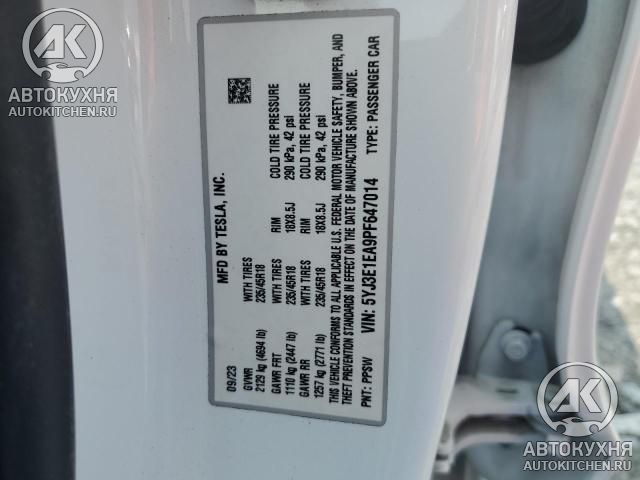 MFD BY TESLA, INC.
09/23
GVWR
2129 kg (4694 lb)
GAWR FRT
1110 kg (2447 lb)
GAWR RR
1257 kg (2771 lb)
WITH TIRES
235/45R18
WITH TIRES
235/45R18
WITH TIRES
235/45R18
RIM
18X8.5J
RIM
18X8.5J
COLD TIRE PRESSURE
290 kPa, 42 psi
COLD TIRE PRESSURE
290 kPa, 42 psi
THIS VEHICLE CONFORMS TO ALL APPLICABLE U.S. FEDERAL MOTOR VEHICLE SAFETY, BUMPER, AND
THEFT PREVENTION STANDARDS IN EFFECT ON THE DATE OF MANUFACTURE SHOWN ABOVE.
PNT: PPSW VIN: 5YJ3E1EA9PF647014 TYPE: PASSENGER CAR
АК
АВТОКУХНЯ
AUTOKITCHEN.RU
АК
АВТОКУХНЯ
AUTOKITCHEN.RU